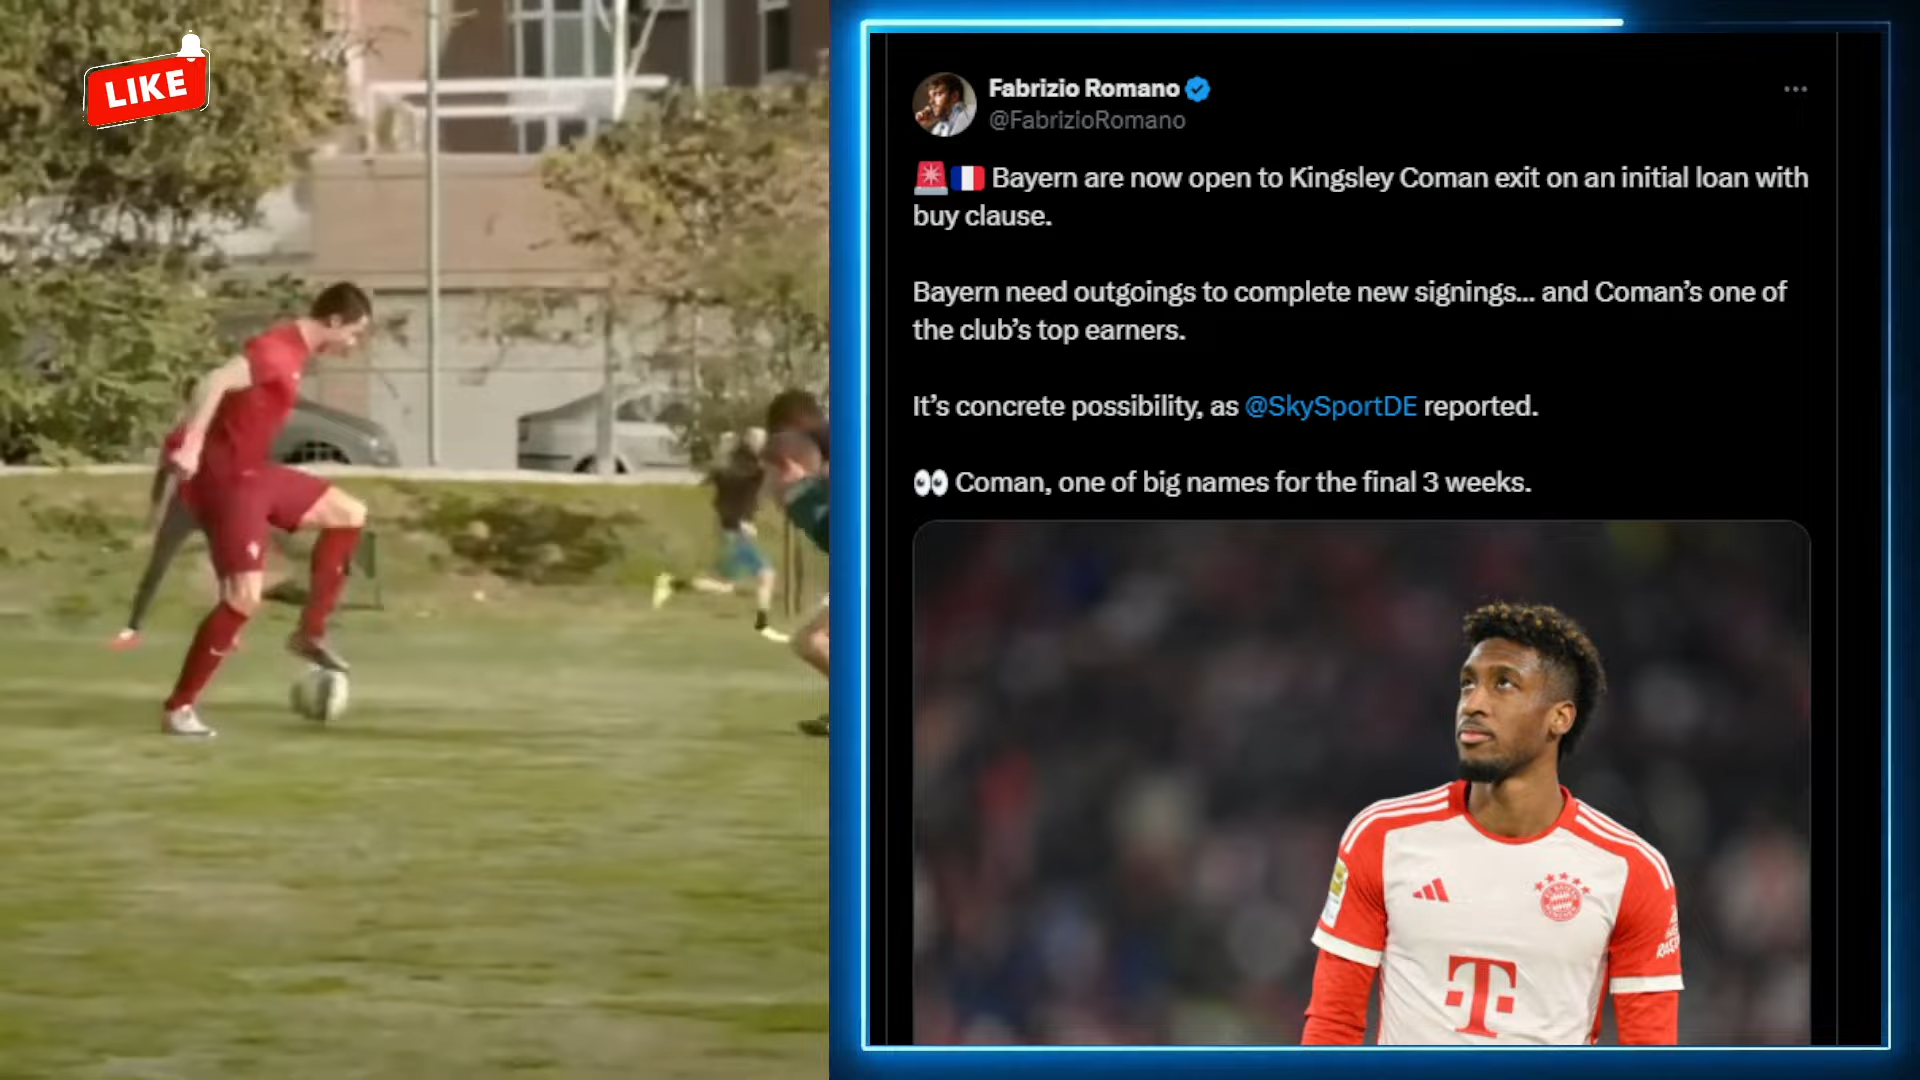 LIKE
Fabrizio Romano
@FabrizioRomano
🚨🇫🇷 Bayern are now open to Kingsley Coman exit on an initial loan with
buy clause.
Bayern need outgoings to complete new signings... and Coman’s one of
the club’s top earners.
It’s concrete possibility, as @SkySportDE reported.
👀 Coman, one of big names for the final 3 weeks.
T